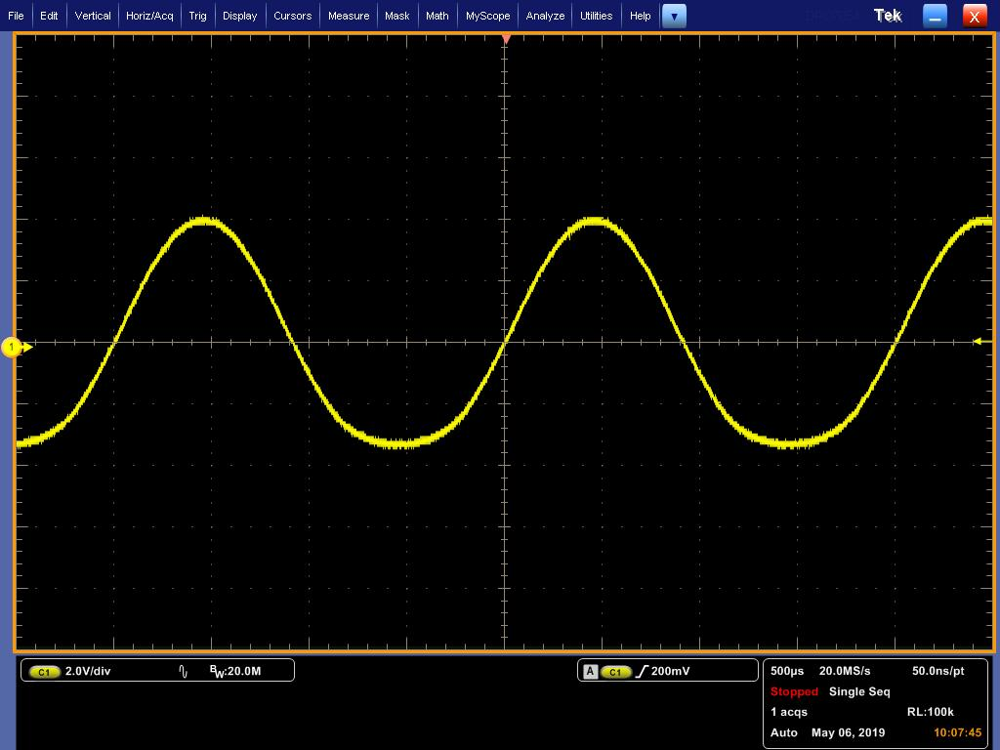 File Edit Vertical Horiz/Acq Trig Display Cursors Measure Mask Math MyScope Analyze Utilities Help Tek X
1
C1 2.0V/div BW:20.0M
A C1 200mV
500µs 20.0MS/s 50.0ns/pt
Stopped Single Seq
1 acqs RL:100k
Auto May 06, 2019 10:07:45